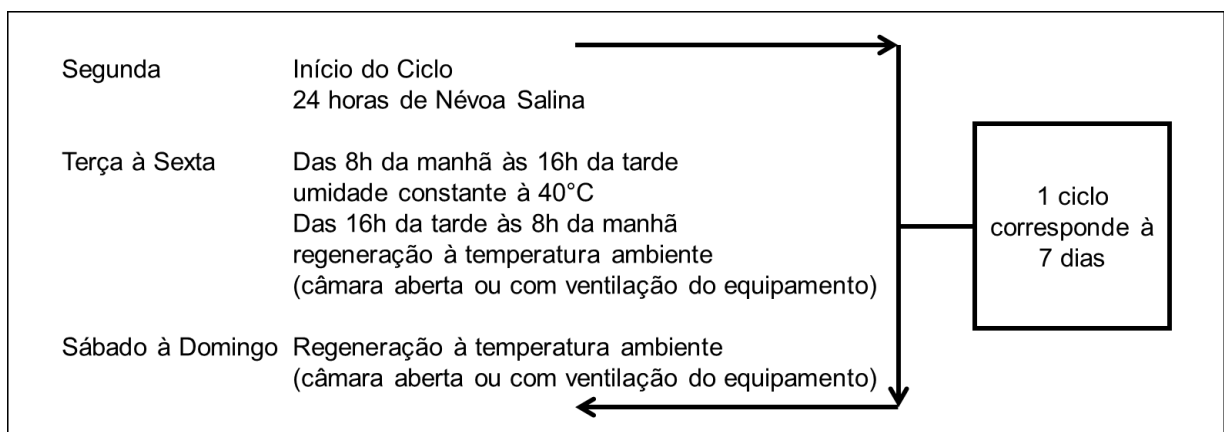 Segunda Início do Ciclo
24 horas de Névoa Salina
Terça à Sexta Das 8h da manhã às 16h da tarde
umidade constante à 40°C
Das 16h da tarde às 8h da manhã
regeneração à temperatura ambiente
(câmara aberta ou com ventilação do equipamento)
Sábado à Domingo Regeneração à temperatura ambiente
(câmara aberta ou com ventilação do equipamento)
1 ciclo
corresponde à
7 dias